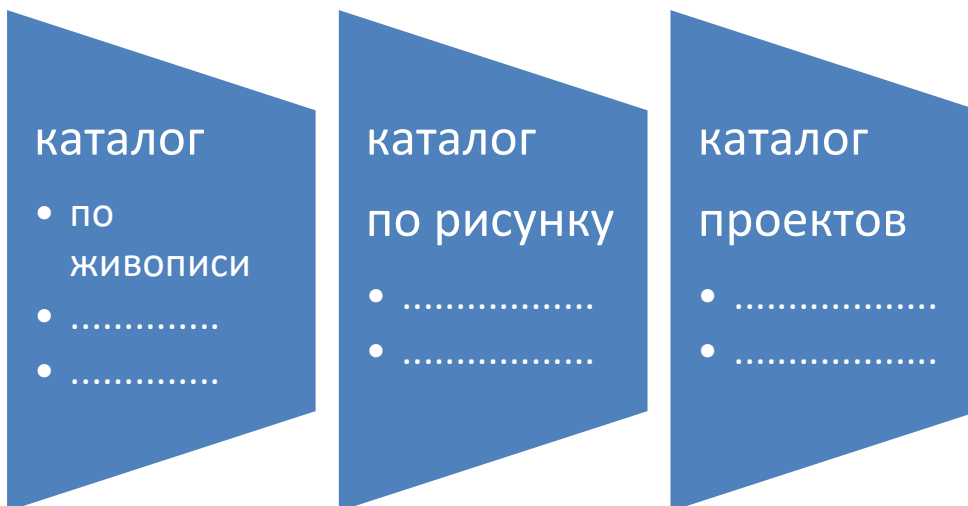 каталог
• по
живописи
• ..............
• ..............
каталог
по рисунку
• ..................
• ..................
каталог
проектов
• ...................
• ...................